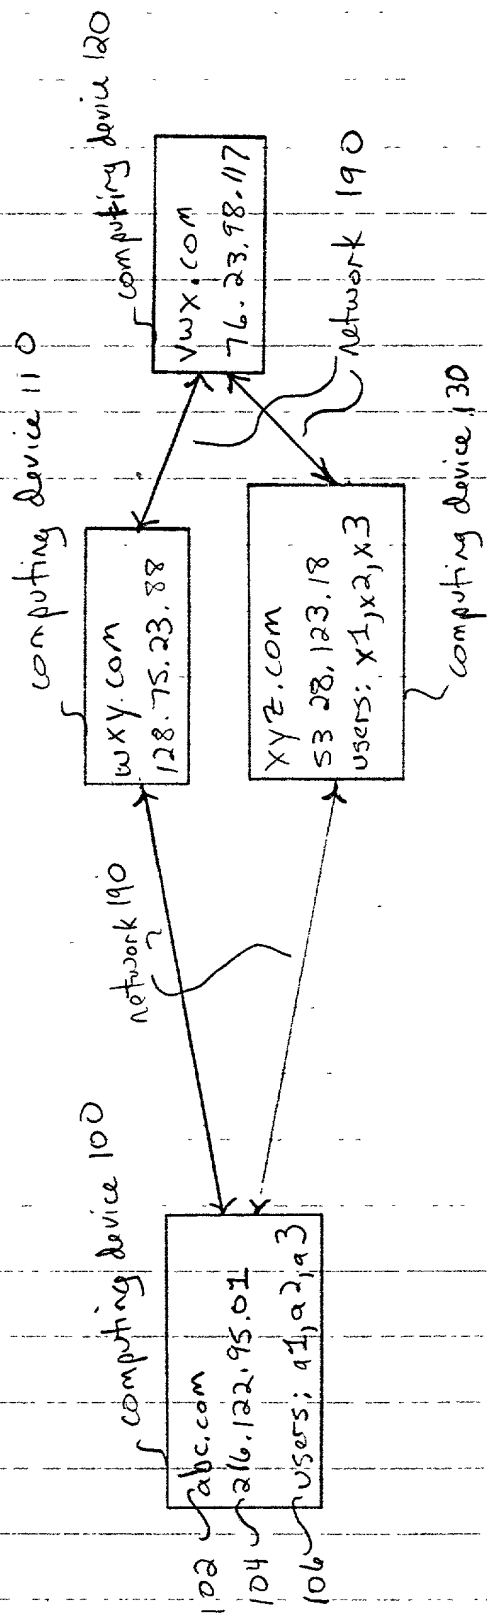 computing device 100
102 abc.com
104 216.122.95.01
106 users: a1, a2, a3
network 190
computing device 110
wxy.com
128.75.23.88
computing device 120
vwx.com
76.23.98.117
network 190
xyz.com
53 28.123.18
users: x1, x2, x3
computing device 130